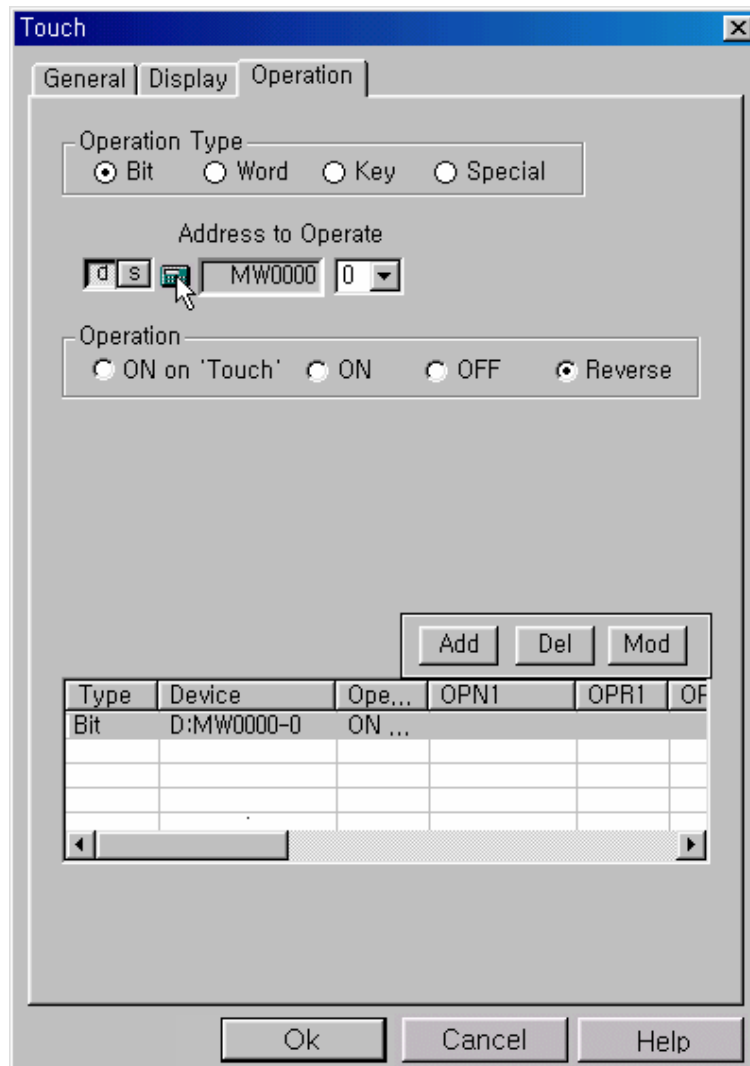 Touch
General Display Operation
Operation Type
Bit Word Key Special
Address to Operate
d s MW0000 0
Operation
ON on 'Touch' ON OFF Reverse
Add Del Mod
Type Device Ope... OPN1 OPR1 OP
Bit D:MW0000-0 ON ...
Ok Cancel Help